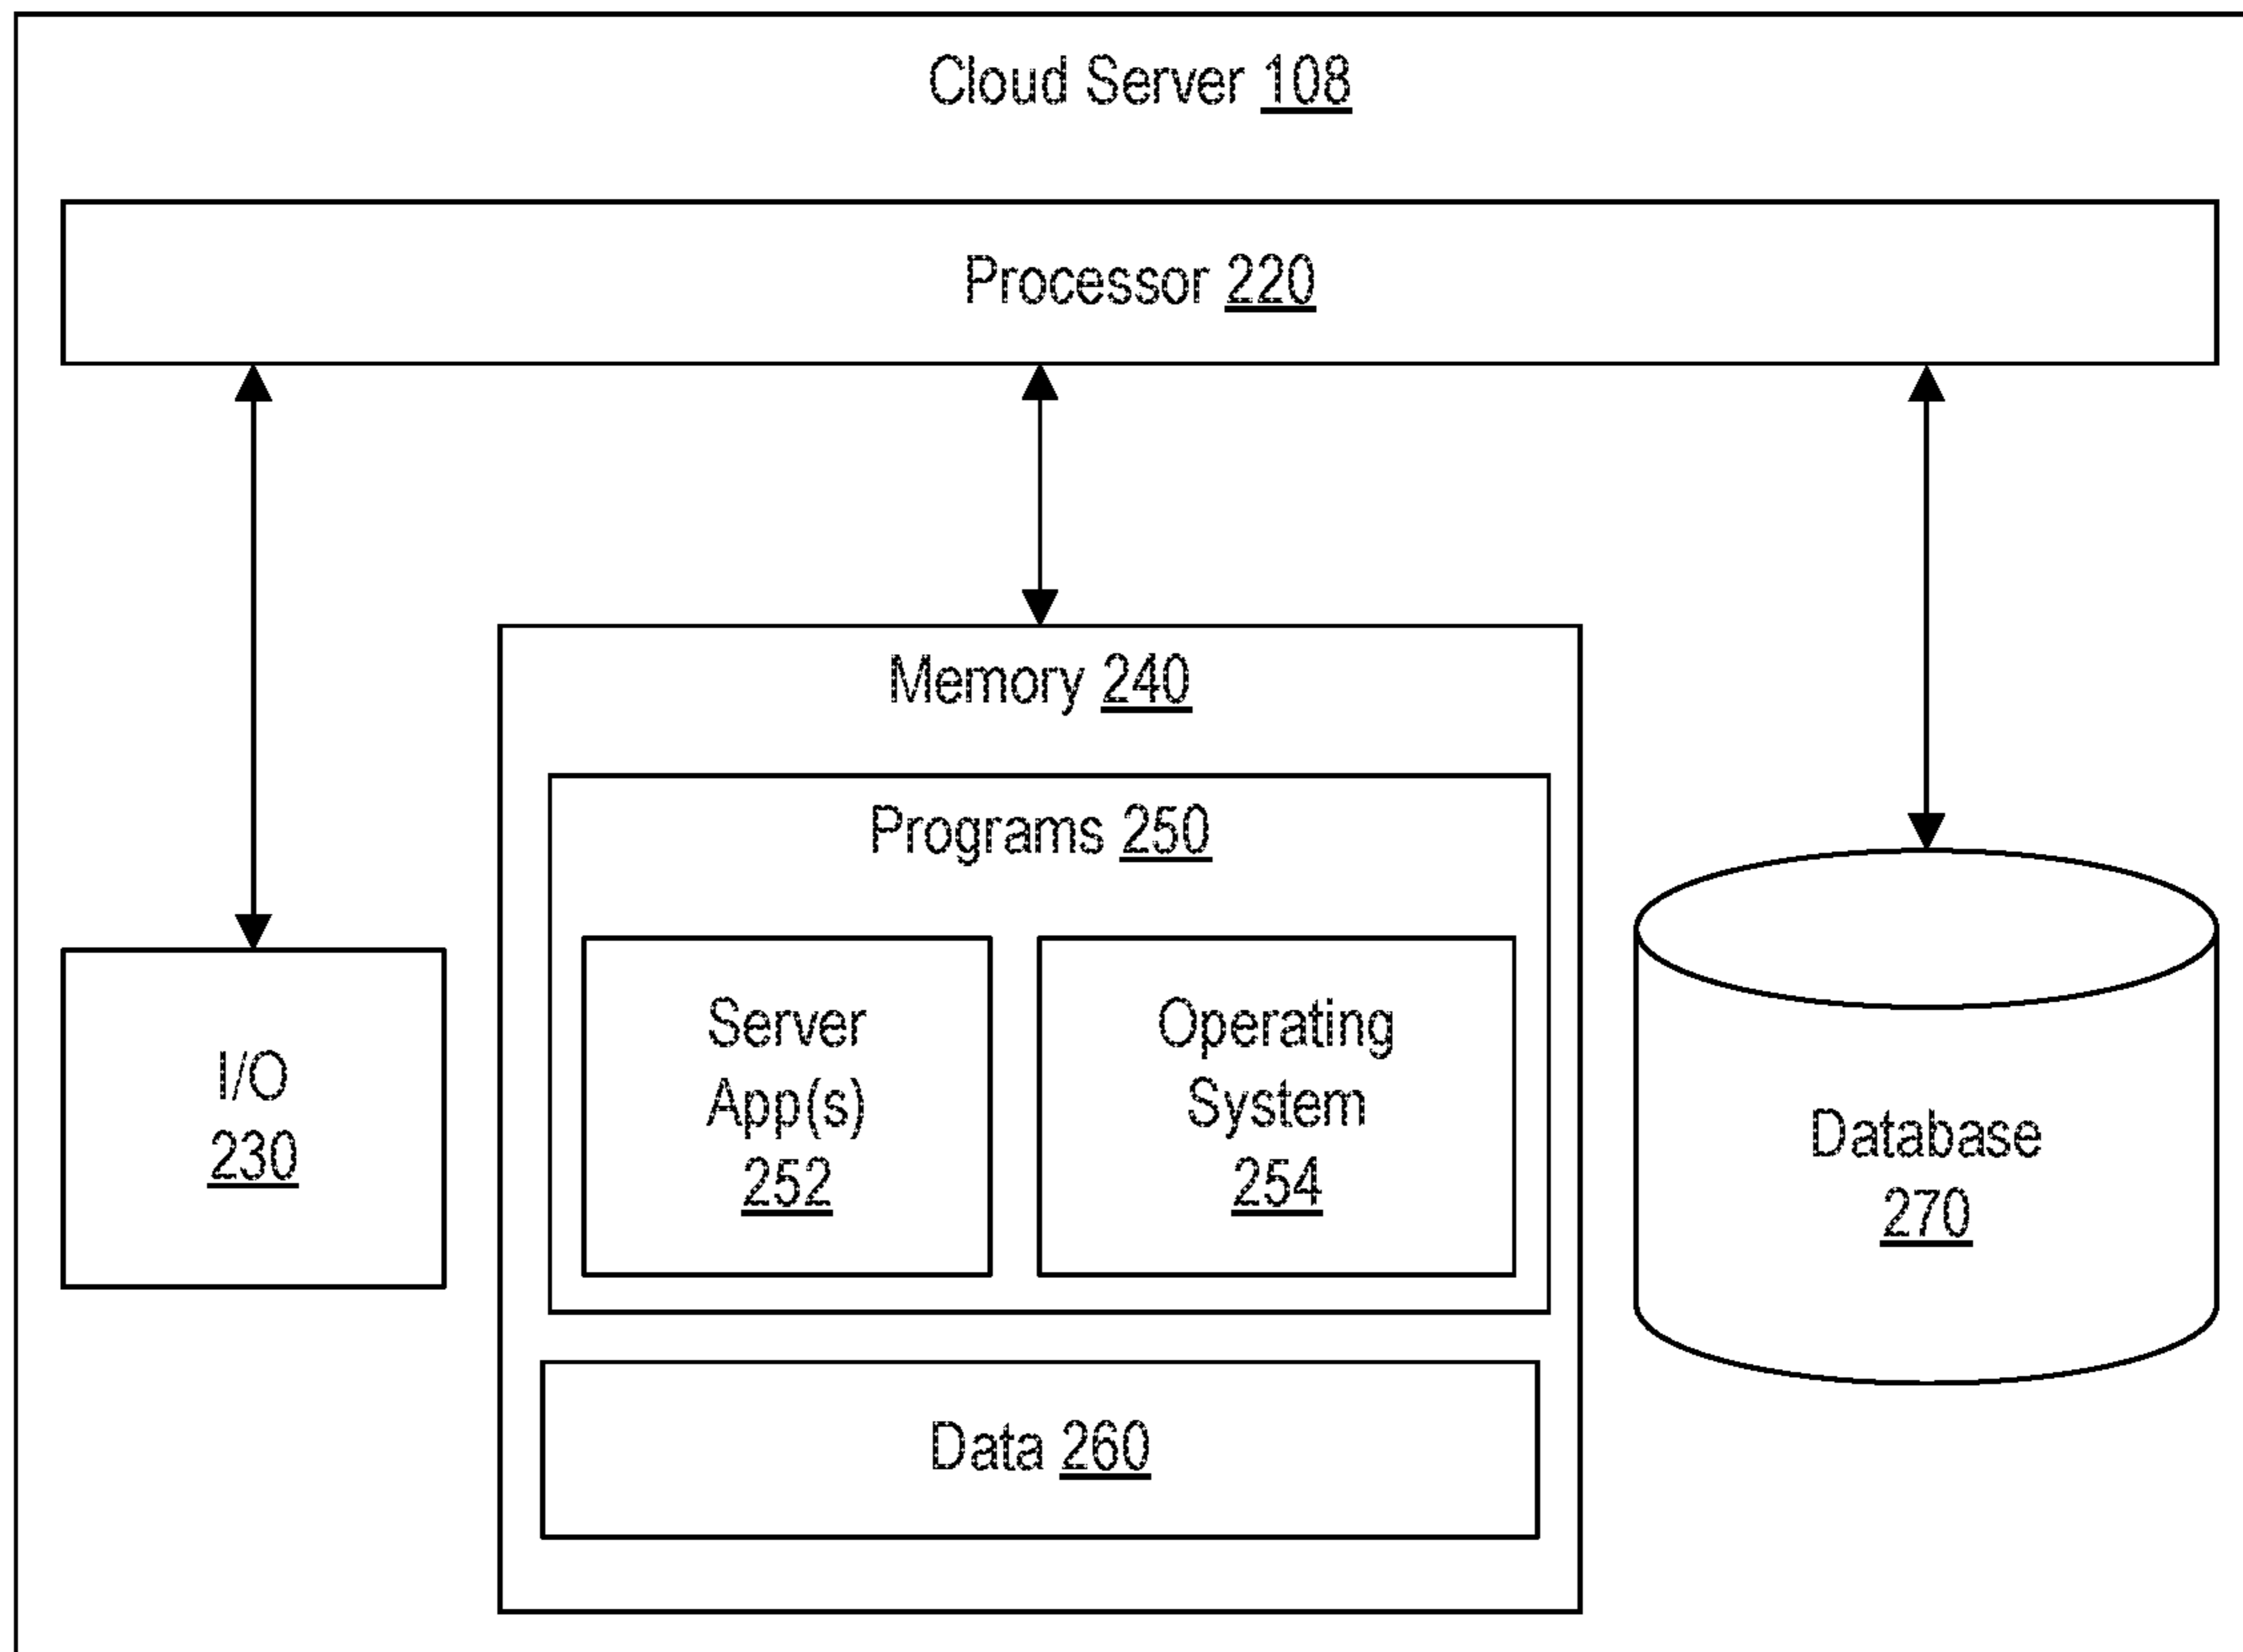 Cloud Server 108
Processor 220
Memory 240
Programs 250
Server
App(s)
252
Operating
System
254
I/O
230
Database
270
Data 260